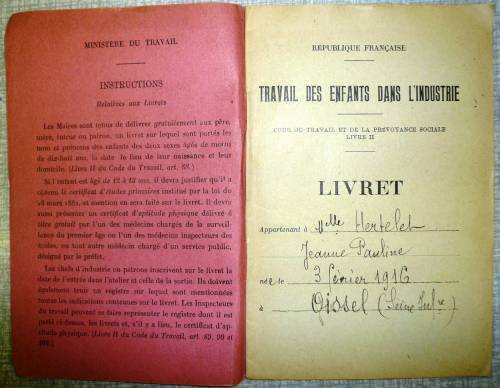 MINISTÈRE DU TRAVAIL
INSTRUCTIONS
Relatives aux Livrets
Les Maires sont tenus de délivrer gratuitement aux père,
mère, tuteur ou patron, un livret sur lequel sont portés les
nom et prénoms des enfants des deux sexes âgés de moins
de dix-huit ans, la date le lieu de leur naissance et leur
domicile. (Livre II du Code du Travail, art. 88.)
Si l'enfant est âgé de 12 à 13 ans, il devra justifier qu'il a
obtenu le certificat d'études primaires institué par la loi du
28 mars 1882, et mention en sera faite sur le livret. Il devra
aussi présenter un certificat d'aptitude physique délivré à
titre gratuit par l'un des médecins chargés de la surveil-
lance du premier âge ou l'un des médecins inspecteurs des
écoles, ou tout autre médecin chargé d'un service public,
désigné par le préfet.
Les chefs d'industrie ou patrons inscrivent sur le livret la
date de l'entrée dans l'atelier et celle de la sortie. Ils doivent
également tenir un registre sur lequel sont mentionnées
toutes les indications contenues sur le livret. Les Inspecteurs
du travail peuvent se faire représenter le registre dont il est
parlé ci-dessus, les livrets et, s'il y a lieu, le certificat d'ap-
titude physique. (Livre II du Code du Travail, art. 89, 90 et
106.)
RÉPUBLIQUE FRANÇAISE
TRAVAIL DES ENFANTS DANS L'INDUSTRIE
CODE DU TRAVAIL ET DE LA PRÉVOYANCE SOCIALE
LIVRE II
LIVRET
Appartenant à Melle Hertelet
Jeanne Pauline
née le 3 février 1916
à Oissel (Seine Infre)